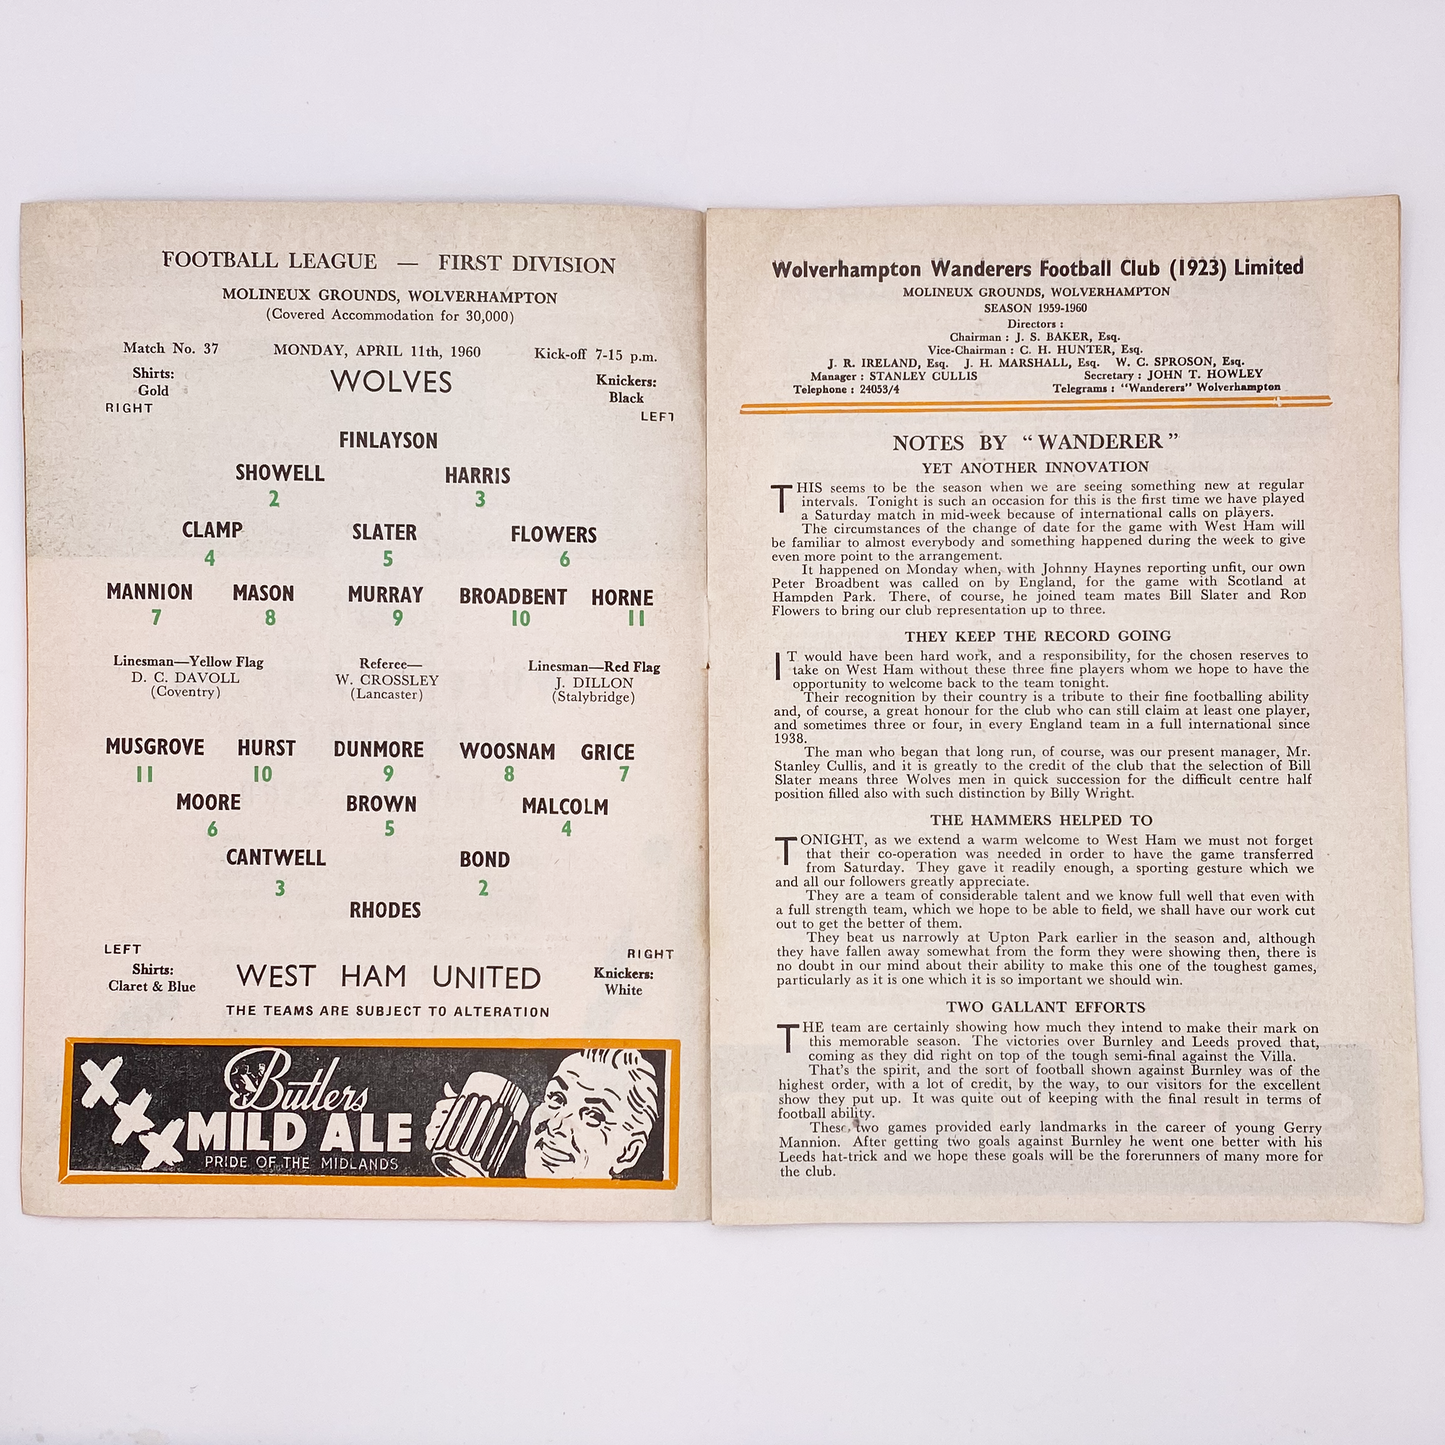 FOOTBALL LEAGUE — FIRST DIVISION
MOLINEUX GROUNDS, WOLVERHAMPTON
(Covered Accommodation for 30,000)
Match No. 37 MONDAY, APRIL 11th, 1960 Kick-off 7-15 p.m.
Shirts: WOLVES Knickers:
Gold Black
RIGHT LEFT
FINLAYSON
SHOWELL HARRIS
2 3
CLAMP SLATER FLOWERS
4 5 6
MANNION MASON MURRAY BROADBENT HORNE
7 8 9 10 11
Linesman—Yellow Flag Referee— Linesman—Red Flag
D. C. DAVOLL W. CROSSLEY J. DILLON
(Coventry) (Lancaster) (Stalybridge)
MUSGROVE HURST DUNMORE WOOSNAM GRICE
11 10 9 8 7
MOORE BROWN MALCOLM
6 5 4
CANTWELL BOND
3 2
RHODES
LEFT RIGHT
Shirts: WEST HAM UNITED Knickers:
Claret & Blue White
THE TEAMS ARE SUBJECT TO ALTERATION
XXX
Butlers
MILD ALE
PRIDE OF THE MIDLANDS
Wolverhampton Wanderers Football Club (1923) Limited
MOLINEUX GROUNDS, WOLVERHAMPTON
SEASON 1959-1960
Directors :
Chairman : J. S. BAKER, Esq.
Vice-Chairman : C. H. HUNTER, Esq.
J. R. IRELAND, Esq. J. H. MARSHALL, Esq. W. C. SPROSON, Esq.
Manager : STANLEY CULLIS Secretary : JOHN T. HOWLEY
Telephone : 24053/4 Telegrams : "Wanderers" Wolverhampton
NOTES BY "WANDERER"
YET ANOTHER INNOVATION
THIS seems to be the season when we are seeing something new at regular
intervals. Tonight is such an occasion for this is the first time we have played
a Saturday match in mid-week because of international calls on players.
The circumstances of the change of date for the game with West Ham will
be familiar to almost everybody and something happened during the week to give
even more point to the arrangement.
It happened on Monday when, with Johnny Haynes reporting unfit, our own
Peter Broadbent was called on by England, for the game with Scotland at
Hampden Park. There, of course, he joined team mates Bill Slater and Ron
Flowers to bring our club representation up to three.
THEY KEEP THE RECORD GOING
IT would have been hard work, and a responsibility, for the chosen reserves to
take on West Ham without these three fine players whom we hope to have the
opportunity to welcome back to the team tonight.
Their recognition by their country is a tribute to their fine footballing ability
and, of course, a great honour for the club who can still claim at least one player,
and sometimes three or four, in every England team in a full international since
1938.
The man who began that long run, of course, was our present manager, Mr.
Stanley Cullis, and it is greatly to the credit of the club that the selection of Bill
Slater means three Wolves men in quick succession for the difficult centre half
position filled also with such distinction by Billy Wright.
THE HAMMERS HELPED TO
TONIGHT, as we extend a warm welcome to West Ham we must not forget
that their co-operation was needed in order to have the game transferred
from Saturday. They gave it readily enough, a sporting gesture which we
and all our followers greatly appreciate.
They are a team of considerable talent and we know full well that even with
a full strength team, which we hope to be able to field, we shall have our work cut
out to get the better of them.
They beat us narrowly at Upton Park earlier in the season and, although
they have fallen away somewhat from the form they were showing then, there is
no doubt in our mind about their ability to make this one of the toughest games,
particularly as it is one which it is so important we should win.
TWO GALLANT EFFORTS
THE team are certainly showing how much they intend to make their mark on
this memorable season. The victories over Burnley and Leeds proved that,
coming as they did right on top of the tough semi-final against the Villa.
That's the spirit, and the sort of football shown against Burnley was of the
highest order, with a lot of credit, by the way, to our visitors for the excellent
show they put up. It was quite out of keeping with the final result in terms of
football ability.
These two games provided early landmarks in the career of young Gerry
Mannion. After getting two goals against Burnley he went one better with his
Leeds hat-trick and we hope these goals will be the forerunners of many more for
the club.